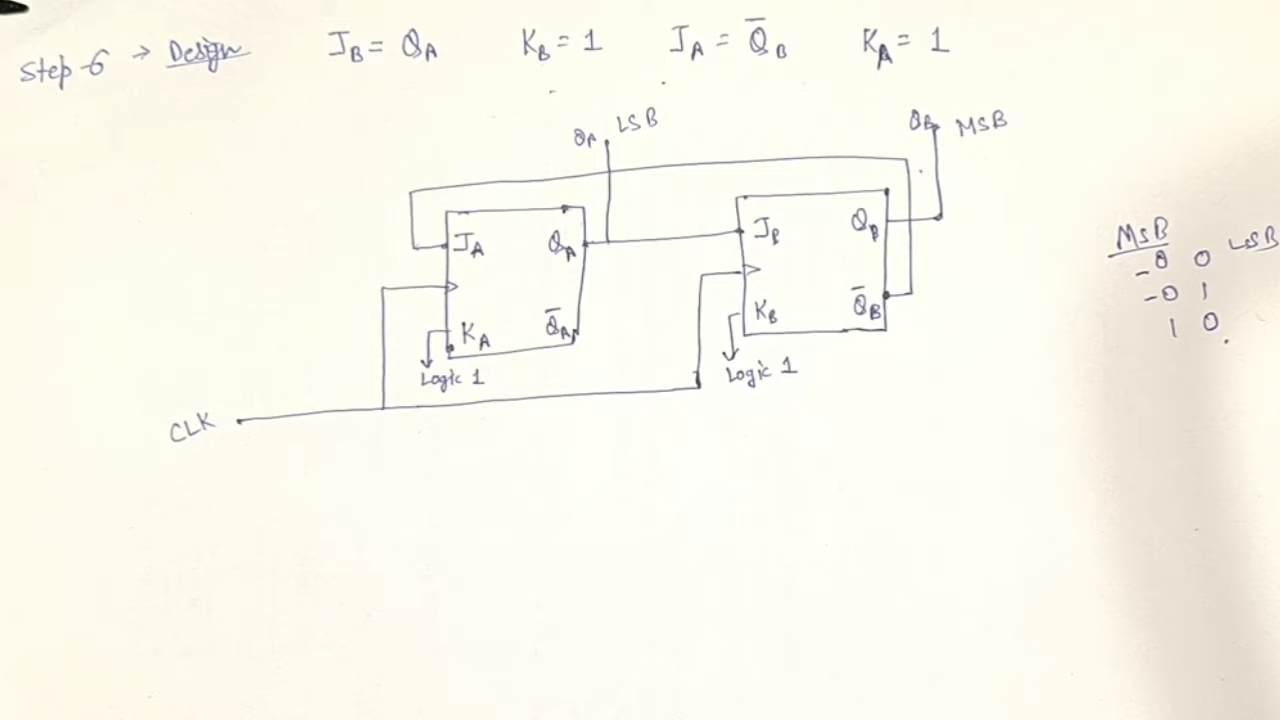 Step-6 → Design J_B = Q_A K_B = 1 J_A = Q̅_B K_A = 1
Q_A LSB
Q_B MSB
J_A Q_A
K_A Q̅_A
Logic 1
J_B Q_B
K_B Q̅_B
Logic 1
CLK
MSB LSB
-0 0
-0 1
1 0